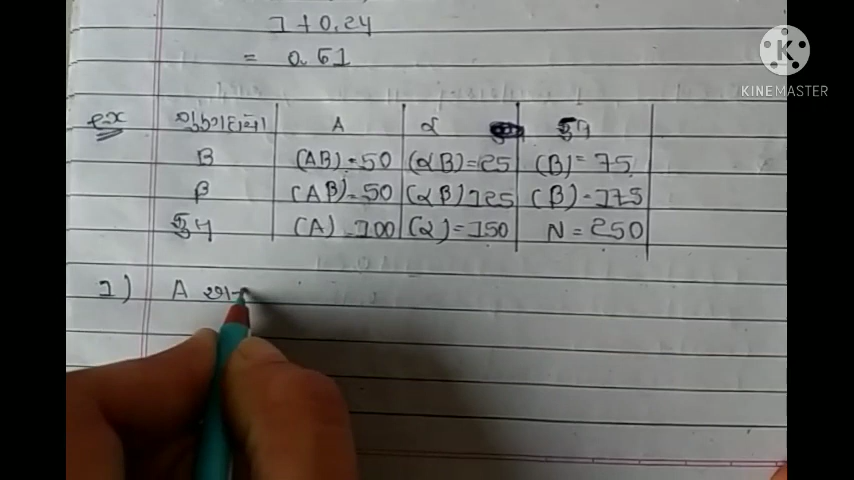 1 + 0.24
= 0.61
KINEMASTER
ex ગુણધર્મો A α કુલ
B (AB) = 50 (αB) = 25 (B) = 75
β (Aβ) = 50 (αβ) 125 (β) = 175
કુલ (A) = 100 (α) = 150 N = 250
1) A અને